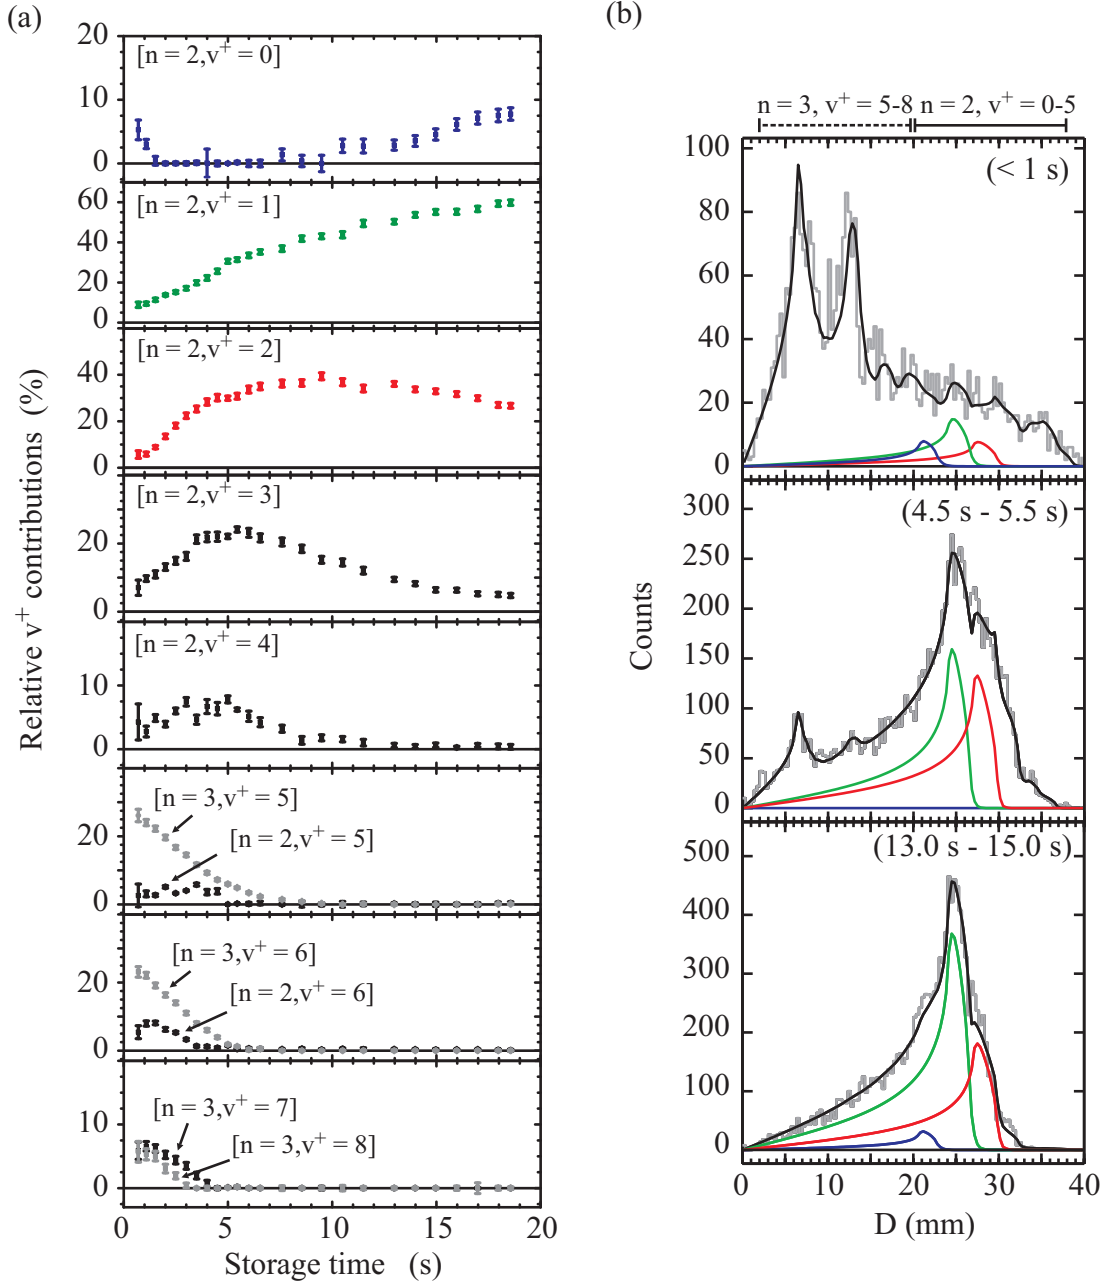 (a)
Relative v⁺ contributions (%)
[n = 2,v⁺ = 0]
20
10
0
[n = 2,v⁺ = 1]
60
40
20
0
[n = 2,v⁺ = 2]
40
20
0
[n = 2,v⁺ = 3]
20
0
[n = 2,v⁺ = 4]
10
0
[n = 3,v⁺ = 5]
[n = 2,v⁺ = 5]
20
0
[n = 3,v⁺ = 6]
[n = 2,v⁺ = 6]
20
0
[n = 3,v⁺ = 7]
[n = 3,v⁺ = 8]
10
0
0 5 10 15 20
Storage time (s)
(b)
n = 3, v⁺ = 5-8 n = 2, v⁺ = 0-5
Counts
(< 1 s)
100
80
60
40
20
0
(4.5 s - 5.5 s)
300
250
200
150
100
50
0
(13.0 s - 15.0 s)
500
400
300
200
100
0
0 10 20 30 40
D (mm)